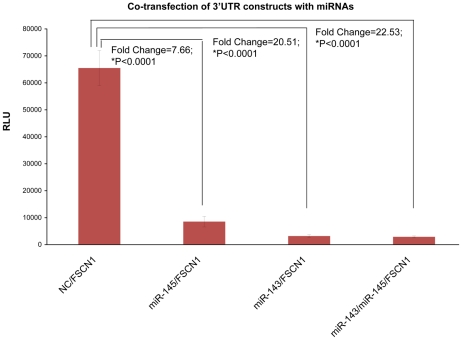 Co-transfection of 3'UTR constructs with miRNAs
Fold Change=7.66;
*P<0.0001
Fold Change=20.51;
*P<0.0001
Fold Change=22.53;
*P<0.0001
RLU
80000
70000
60000
50000
40000
30000
20000
10000
0
NC/FSCN1
miR-145/FSCN1
miR-143/FSCN1
miR-143/miR-145/FSCN1